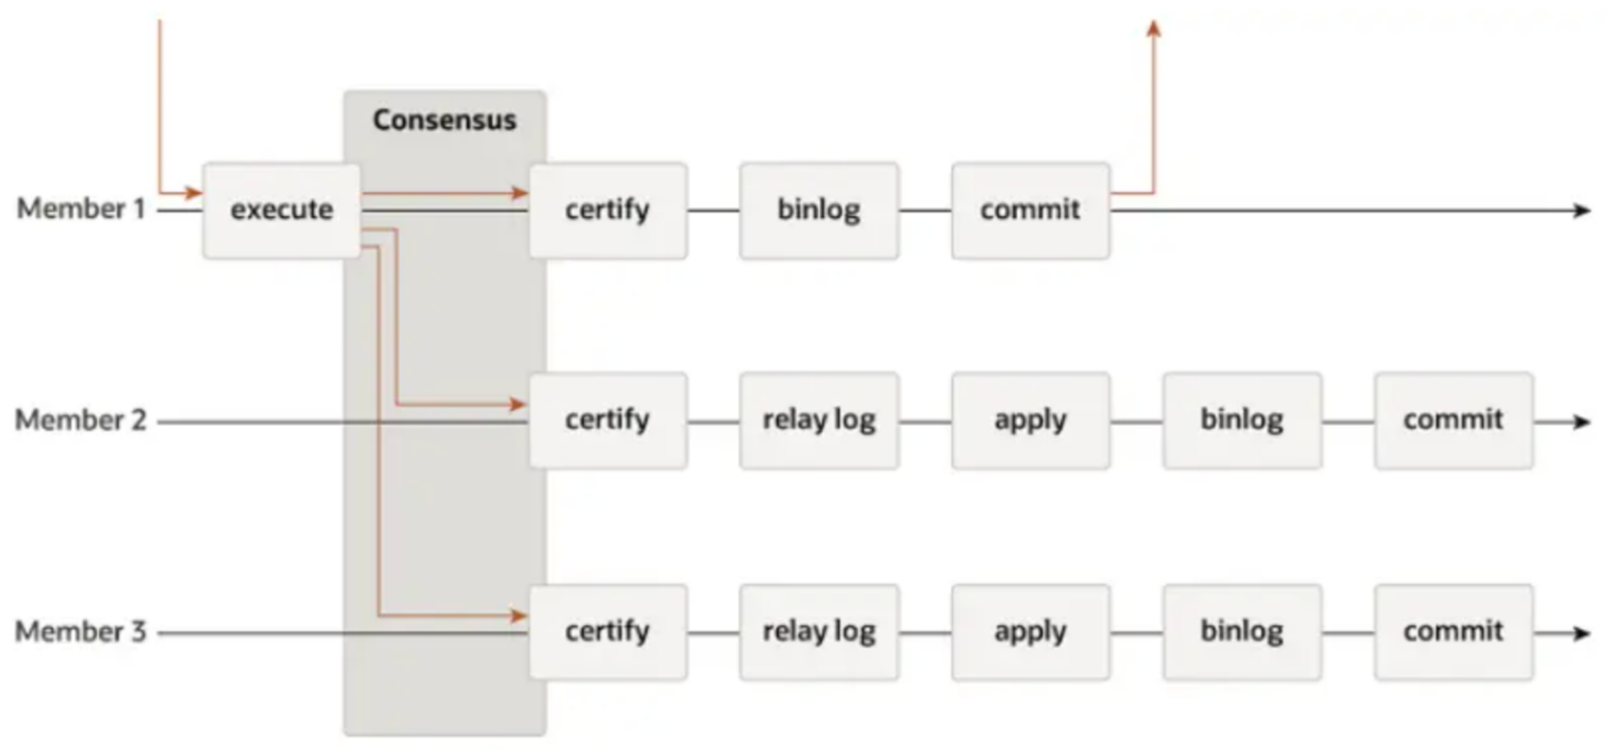 Consensus
Member 1 execute certify binlog commit
Member 2 certify relay log apply binlog commit
Member 3 certify relay log apply binlog commit